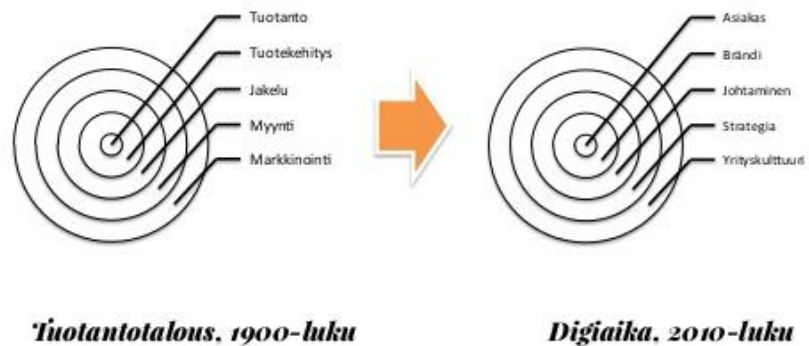 Tuotanto
Tuotekehitys
Jakelu
Myynti
Markkinointi
Asiakas
Brändi
Johtaminen
Strategia
Yrityskulttuuri
Tuotantotalous, 1900-luku
Digiaika, 2010-luku